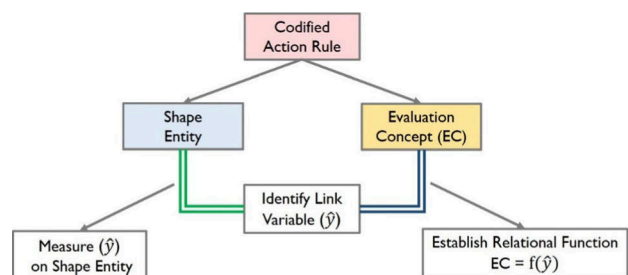 Codified
Action Rule
Shape
Entity
Evaluation
Concept (EC)
Identify Link
Variable (ŷ)
Measure (ŷ)
on Shape Entity
Establish Relational Function
EC = f(ŷ)